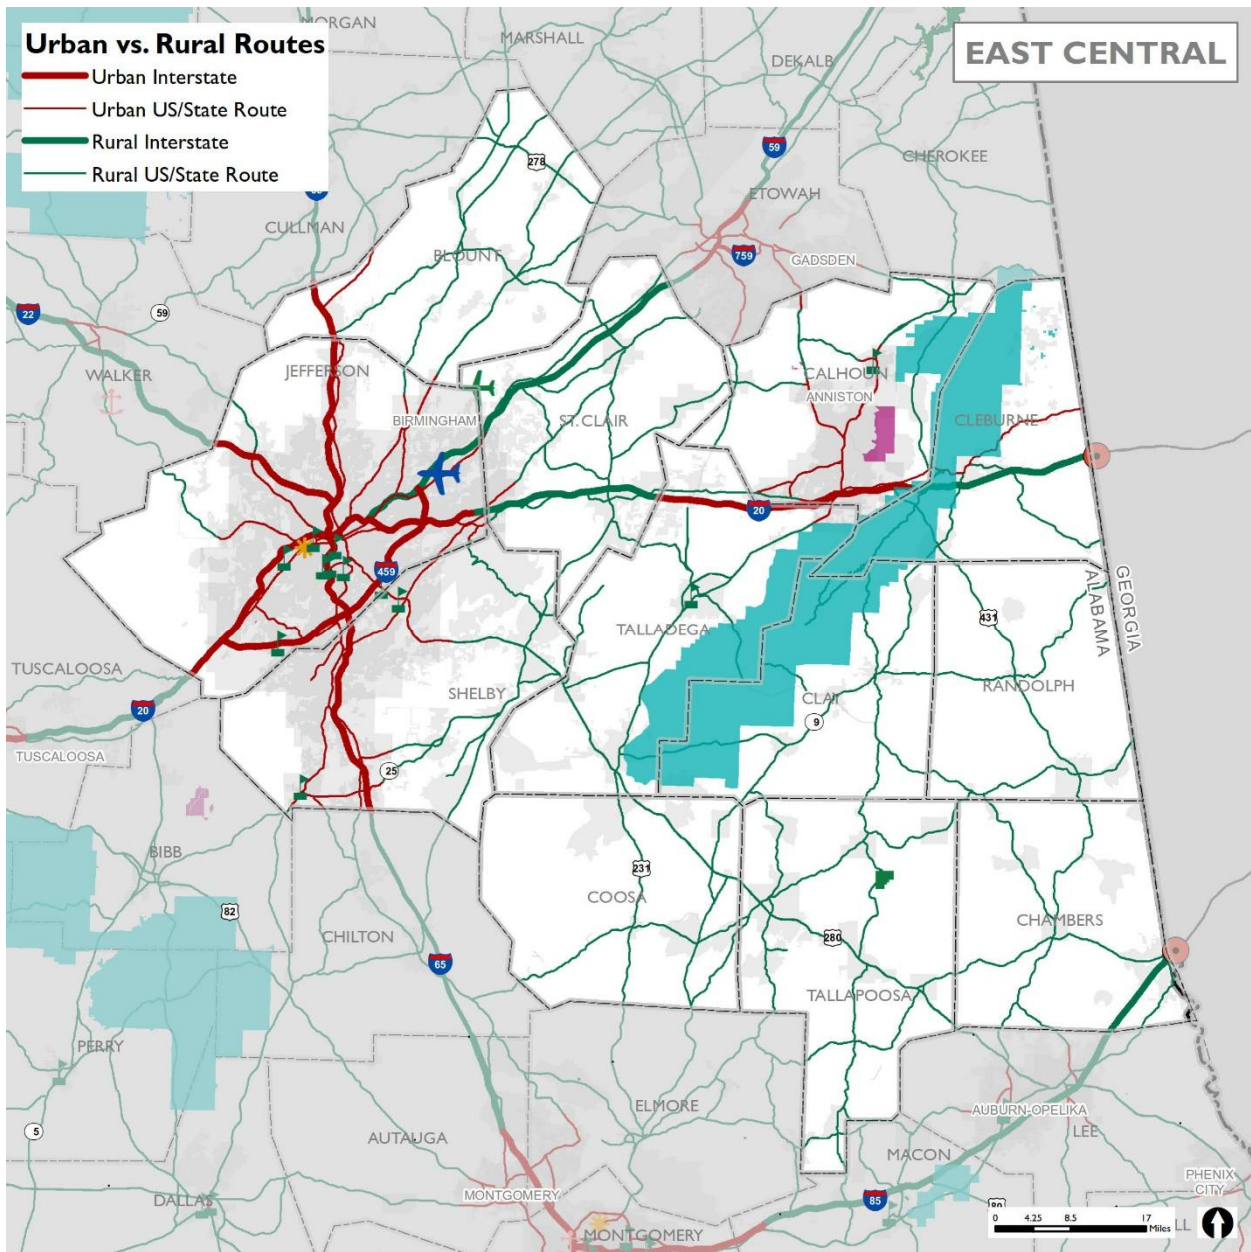 Urban vs. Rural Routes
Urban Interstate
Urban US/State Route
Rural Interstate
Rural US/State Route
EAST CENTRAL
MORGAN
MARSHALL
DEKALB
278
59
CHEROKEE
ETOWAH
CULLMAN
BLOUNT
759
GADSDEN
22
59
WALKER
JEFFERSON
CALHOUN
ANNISTON
BIRMINGHAM
ST. CLAIR
CLEBURNE
20
459
GEORGIA
ALABAMA
431
TALLADEGA
TUSCALOOSA
SHELBY
CLAY
RANDOLPH
20
9
TUSCALOOSA
25
BIBB
231
COOSA
82
CHAMBERS
CHILTON
280
65
TALLAPOOSA
PERRY
ELMORE
AUBURN-OPELIKA
5
LEE
AUTAUGA
MACON
PHENIX
CITY
DALLAS
MONTGOMERY
85
80
MONTGOMERY
0 4.25 8.5 17
Miles
LL